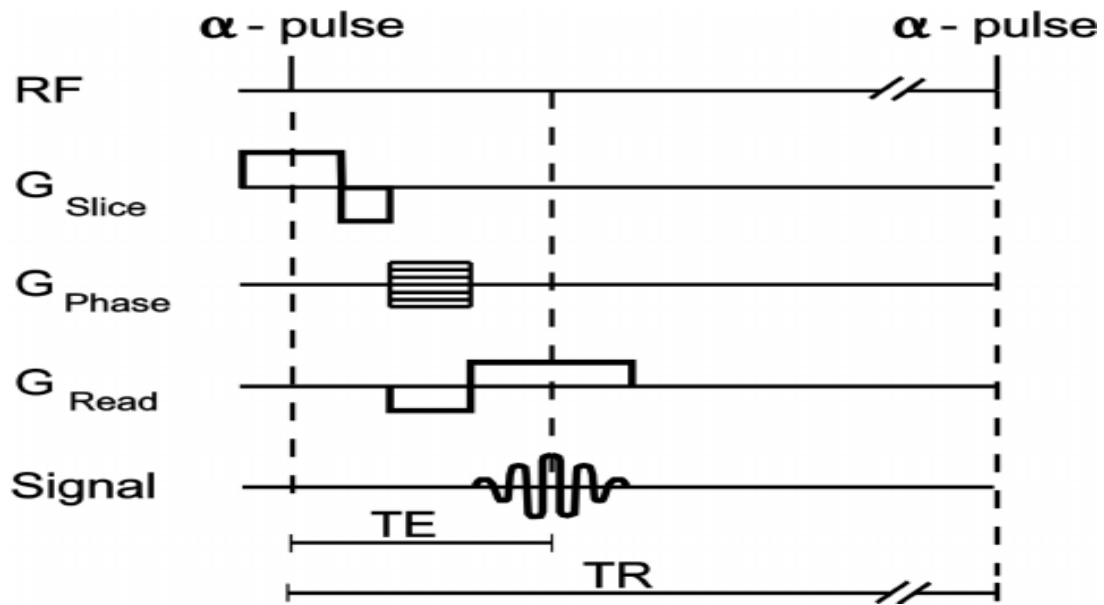 α - pulse α - pulse
RF
G Slice
G Phase
G Read
Signal
TE
TR